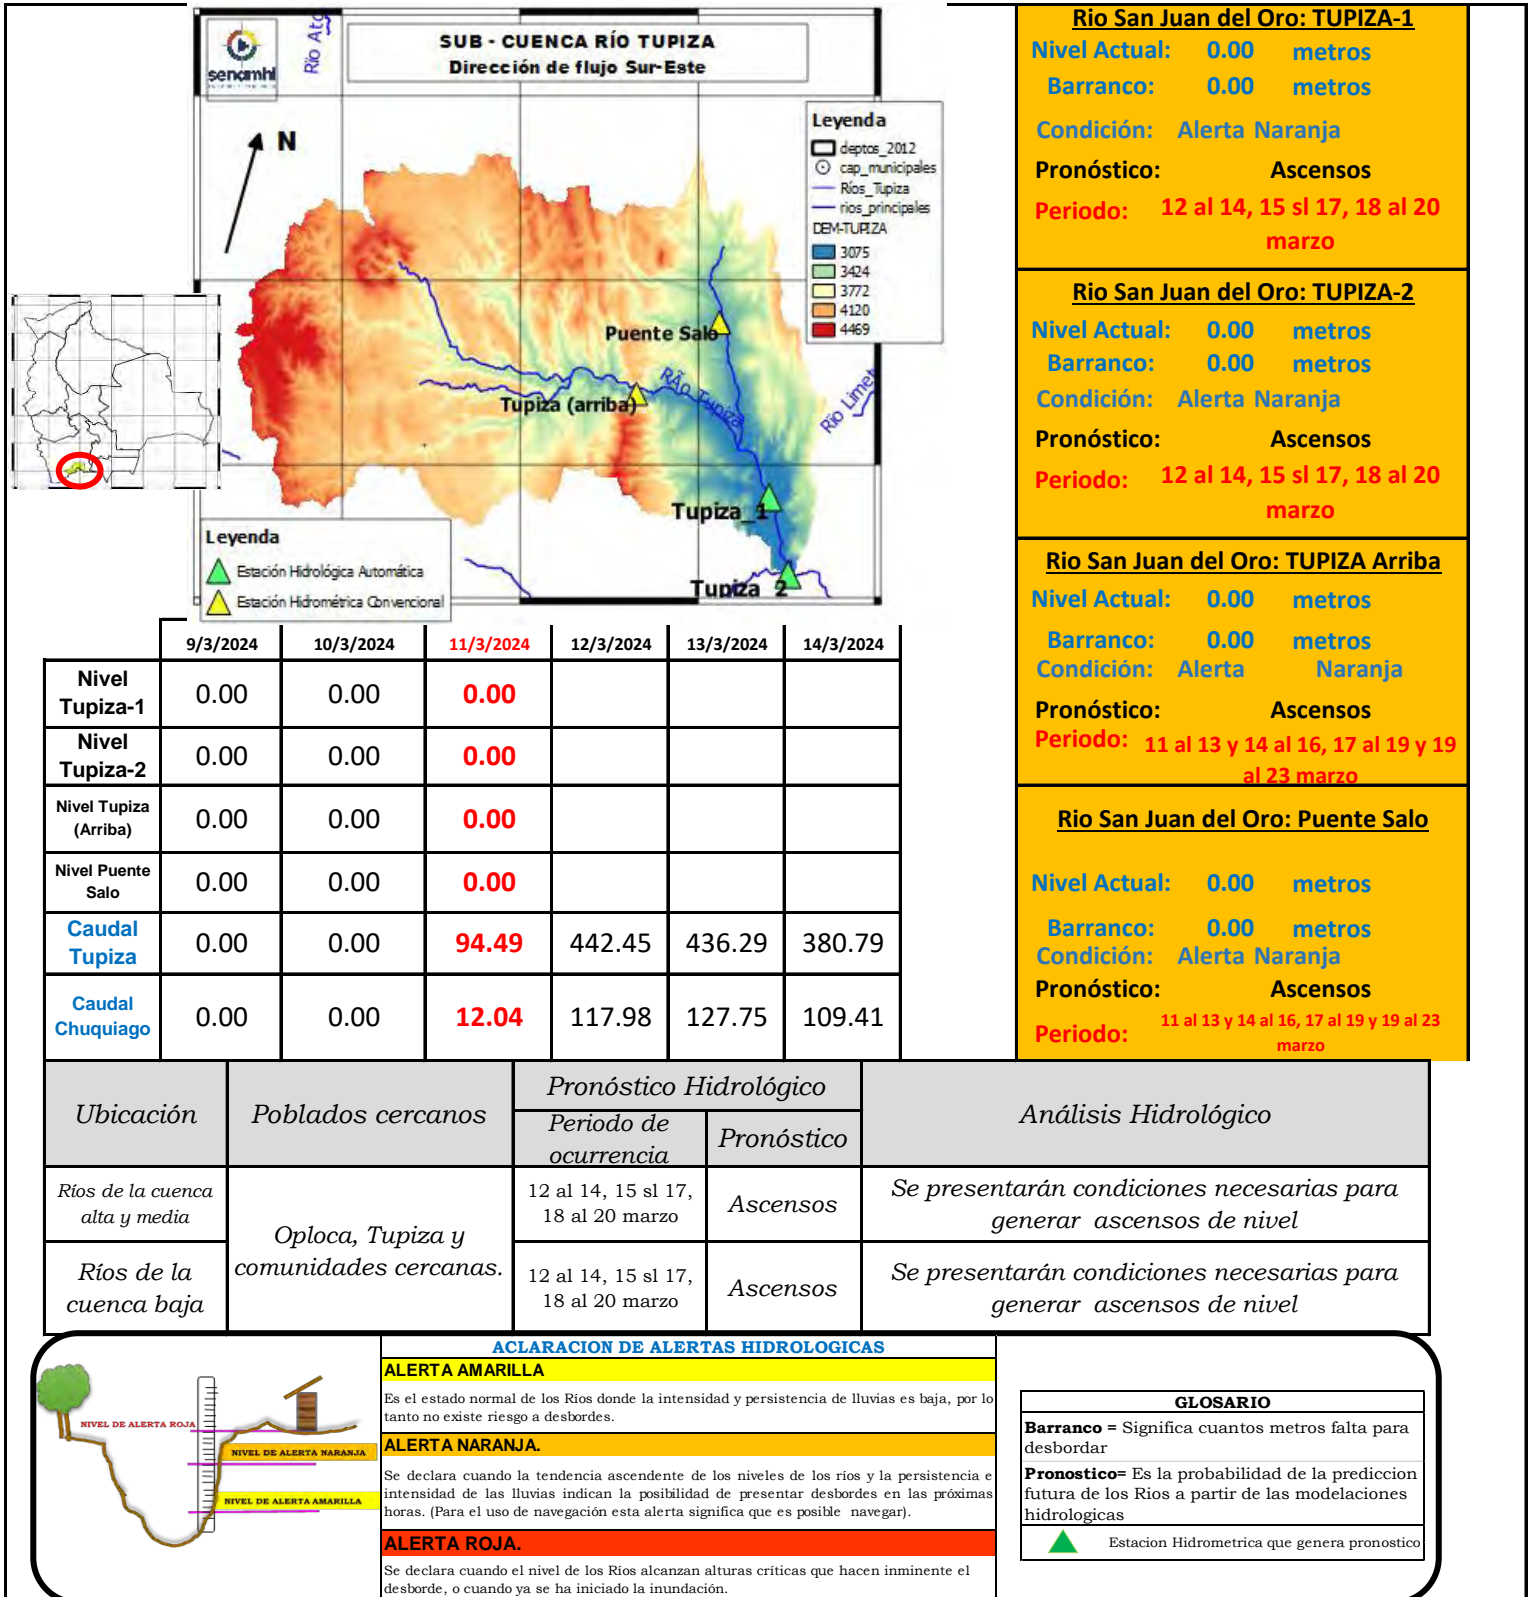 senamhi
Río Ato
SUB - CUENCA RÍO TUPIZA
Dirección de flujo Sur-Este
N
Leyenda
deptos_2012
cap_municipales
Ríos_Tupiza
rios_principales
DEM-TUPIZA
3075
3424
3772
4120
4469
Puente Salo
RÃo Tupiza
Tupiza (arriba)
Río Limet
Tupiza_1
Tupiza_2
Leyenda
Estación Hidrológica Automática
Estación Hidrométrica Convencional
Rio San Juan del Oro: TUPIZA-1
Nivel Actual: 0.00 metros
Barranco: 0.00 metros
Condición: Alerta Naranja
Pronóstico: Ascensos
Periodo: 12 al 14, 15 sl 17, 18 al 20
marzo
Rio San Juan del Oro: TUPIZA-2
Nivel Actual: 0.00 metros
Barranco: 0.00 metros
Condición: Alerta Naranja
Pronóstico: Ascensos
Periodo: 12 al 14, 15 sl 17, 18 al 20
marzo
Rio San Juan del Oro: TUPIZA Arriba
Nivel Actual: 0.00 metros
Barranco: 0.00 metros
Condición: Alerta Naranja
Pronóstico: Ascensos
Periodo: 11 al 13 y 14 al 16, 17 al 19 y 19
al 23 marzo
Rio San Juan del Oro: Puente Salo
Nivel Actual: 0.00 metros
Barranco: 0.00 metros
Condición: Alerta Naranja
Pronóstico: Ascensos
Periodo: 11 al 13 y 14 al 16, 17 al 19 y 19 al 23
marzo
9/3/2024 10/3/2024 11/3/2024 12/3/2024 13/3/2024 14/3/2024
Nivel
Tupiza-1 0.00 0.00 0.00
Nivel
Tupiza-2 0.00 0.00 0.00
Nivel Tupiza
(Arriba) 0.00 0.00 0.00
Nivel Puente
Salo 0.00 0.00 0.00
Caudal
Tupiza 0.00 0.00 94.49 442.45 436.29 380.79
Caudal
Chuquiago 0.00 0.00 12.04 117.98 127.75 109.41
Ubicación
Poblados cercanos
Pronóstico Hidrológico
Periodo de
ocurrencia
Pronóstico
Análisis Hidrológico
Ríos de la cuenca
alta y media
Oploca, Tupiza y
comunidades cercanas.
12 al 14, 15 sl 17,
18 al 20 marzo
Ascensos
Se presentarán condiciones necesarias para
generar ascensos de nivel
Ríos de la
cuenca baja
12 al 14, 15 sl 17,
18 al 20 marzo
Ascensos
Se presentarán condiciones necesarias para
generar ascensos de nivel
NIVEL DE ALERTA ROJA
NIVEL DE ALERTA NARANJA
NIVEL DE ALERTA AMARILLA
ACLARACION DE ALERTAS HIDROLOGICAS
ALERTA AMARILLA
Es el estado normal de los Ríos donde la intensidad y persistencia de lluvias es baja, por lo
tanto no existe riesgo a desbordes.
ALERTA NARANJA.
Se declara cuando la tendencia ascendente de los niveles de los ríos y la persistencia e
intensidad de las lluvias indican la posibilidad de presentar desbordes en las próximas
horas. (Para el uso de navegación esta alerta significa que es posible navegar).
ALERTA ROJA.
Se declara cuando el nivel de los Ríos alcanzan alturas críticas que hacen inminente el
desborde, o cuando ya se ha iniciado la inundación.
GLOSARIO
Barranco = Significa cuantos metros falta para
desbordar
Pronostico= Es la probabilidad de la prediccion
futura de los Rios a partir de las modelaciones
hidrologicas
Estacion Hidrometrica que genera pronostico